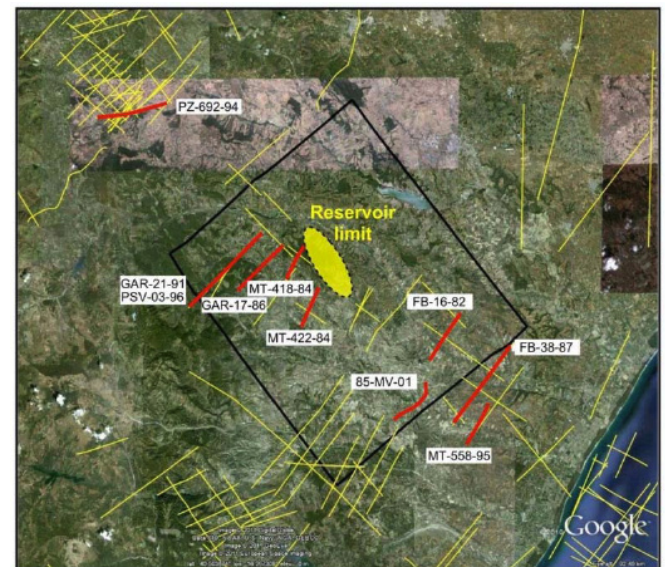 PZ-692-94
Reservoir
limit
GAR-21-91
PSV-03-96
GAR-17-86
MT-418-84
MT-422-84
FB-16-82
FB-38-87
85-MV-01
MT-558-95
Google